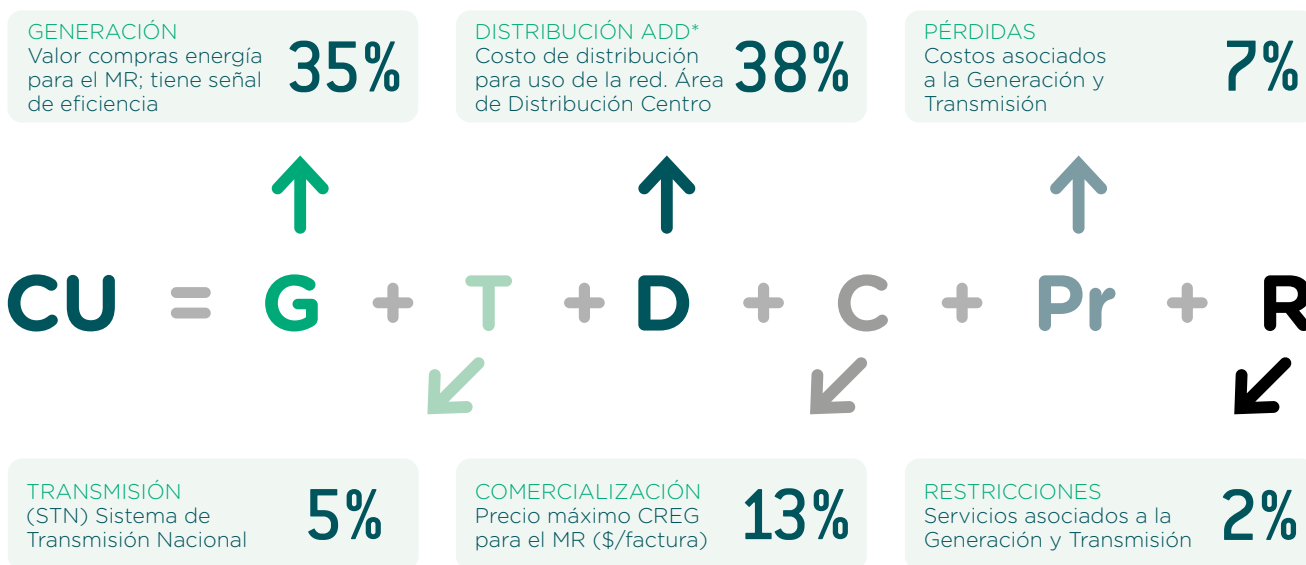 GENERACIÓN
Valor compras energía
para el MR; tiene señal
de eficiencia
35%
DISTRIBUCIÓN ADD*
Costo de distribución
para uso de la red. Área
de Distribución Centro
38%
PÉRDIDAS
Costos asociados
a la Generación y
Transmisión
7%
CU = G + T + D + C + Pr + R
TRANSMISIÓN
(STN) Sistema de
Transmisión Nacional
5%
COMERCIALIZACIÓN
Precio máximo CREG
para el MR ($/factura)
13%
RESTRICCIONES
Servicios asociados a la
Generación y Transmisión
2%